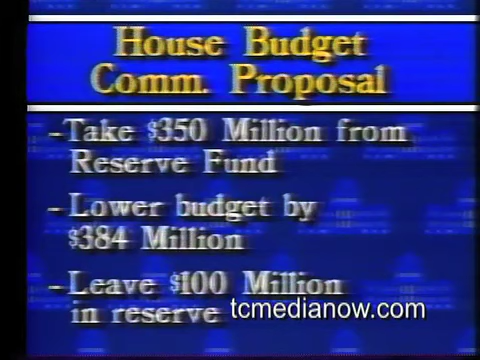 House Budget
Comm. Proposal
-Take $350 Million from
Reserve Fund
-Lower budget by
$384 Million
-Leave $100 Million
in reserve
tcmedianow.com